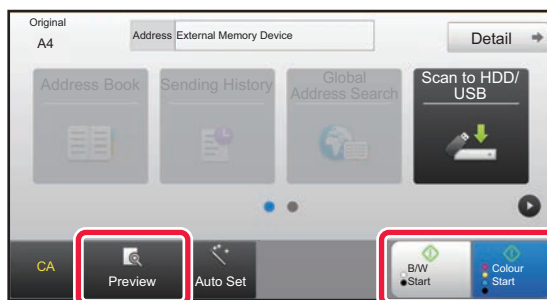 Original
A4
Address External Memory Device
Detail
Address Book
Sending History
Global
Address Search
Scan to HDD/
USB
CA
Preview
Auto Set
B/W
Start
Colour
Start